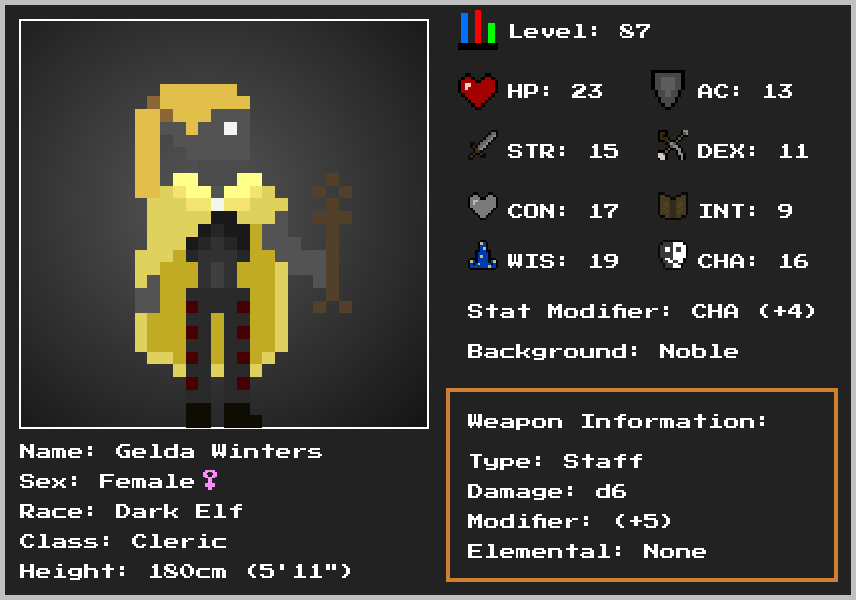 Level: 87
HP: 23 AC: 13
STR: 15 DEX: 11
CON: 17 INT: 9
WIS: 19 CHA: 16
Stat Modifier: CHA (+4)
Background: Noble
Weapon Information:
Type: Staff
Damage: d6
Modifier: (+5)
Elemental: None
Name: Gelda Winters
Sex: Female♀
Race: Dark Elf
Class: Cleric
Height: 180cm (5'11")